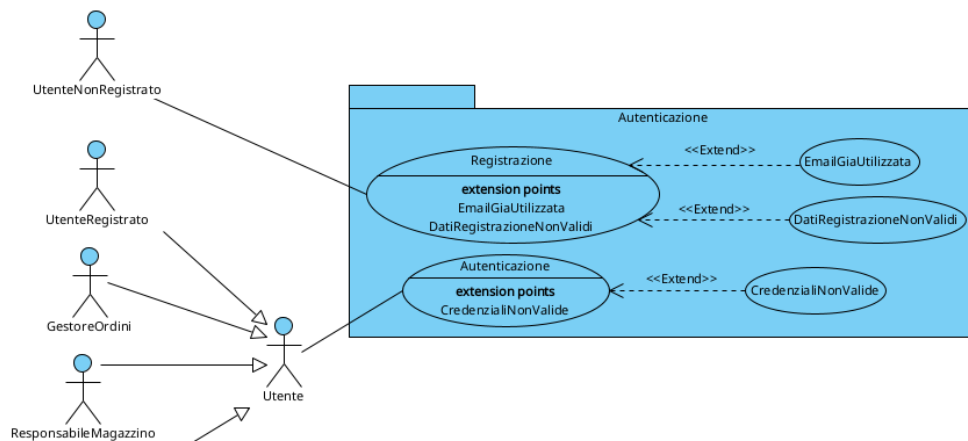 UtenteNonRegistrato
Autenticazione
Registrazione
extension points
EmailGiaUtilizzata
DatiRegistrazioneNonValidi
<<Extend>>
EmailGiaUtilizzata
<<Extend>>
DatiRegistrazioneNonValidi
UtenteRegistrato
Autenticazione
extension points
CredenzialiNonValide
<<Extend>>
CredenzialiNonValide
GestoreOrdini
Utente
ResponsabileMagazzino